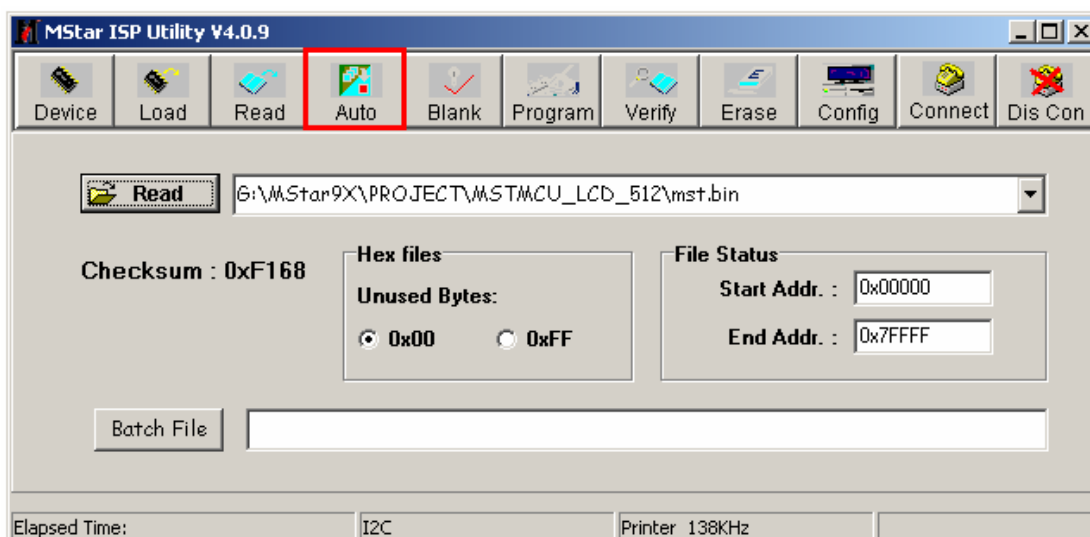 MStar ISP Utility V4.0.9
Device Load Read Auto Blank Program Verify Erase Config Connect Dis Con
Read G:\MStar9X\PROJECT\MSTMCU_LCD_512\mst.bin
Checksum : 0xF168
Hex files
Unused Bytes:
0x00 0xFF
File Status
Start Addr. : 0x00000
End Addr. : 0x7FFFF
Batch File
Elapsed Time: I2C Printer 138KHz